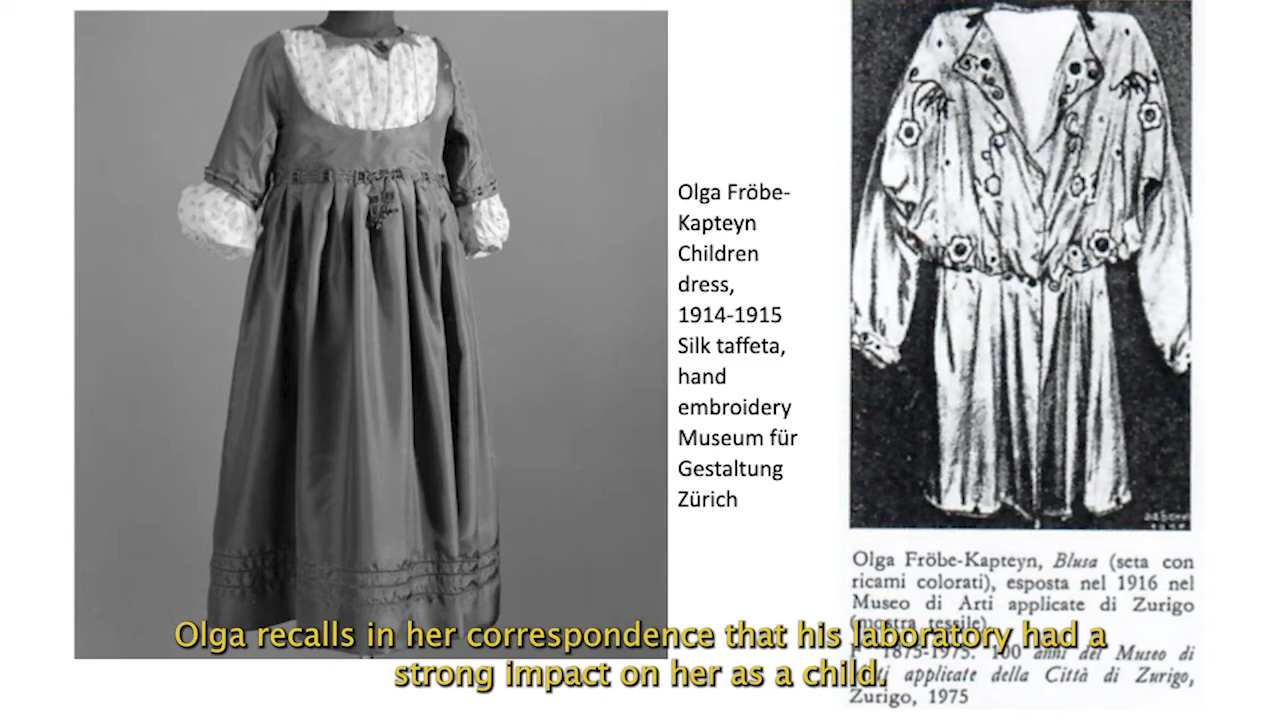 Olga Fröbe-
Kapteyn
Children
dress,
1914-1915
Silk taffeta,
hand
embroidery
Museum für
Gestaltung
Zürich
Olga Fröbe-Kapteyn, Blusa (seta con
ricami colorati), esposta nel 1916 nel
Museo di Arti applicate di Zurigo
(mostra tessile).
1875-1975. 100 anni del Museo di
applicate della Città di Zurigo,
Zurigo, 1975
Olga recalls in her correspondence that his laboratory had a
strong impact on her as a child.